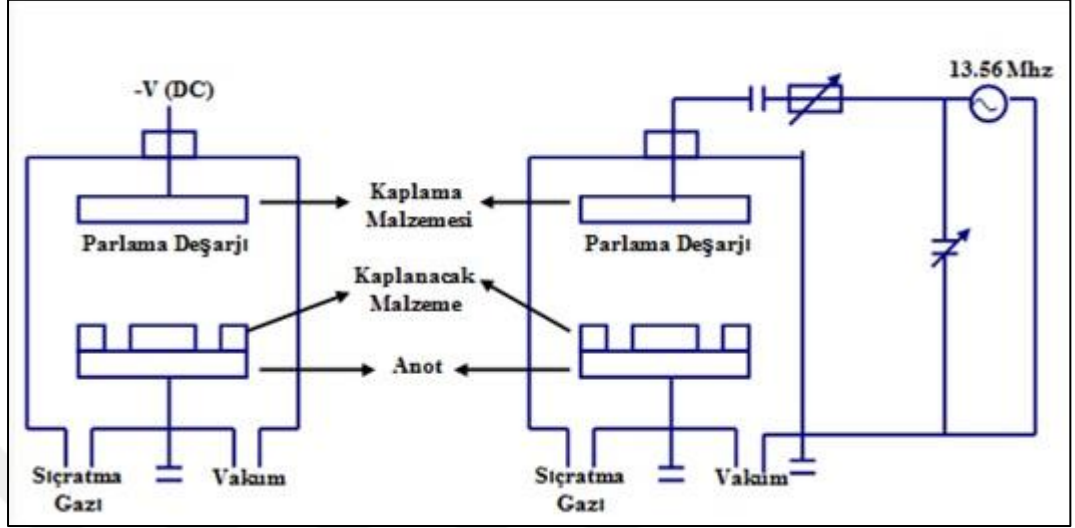 -V (DC)
13.56 Mhz
Kaplama
Malzemesi
Parlama Deşarjı
Parlama Deşarjı
Kaplanacak
Malzeme
Anot
Sıçratma
Gazı
Vakum
Sıçratma
Gazı
Vakum